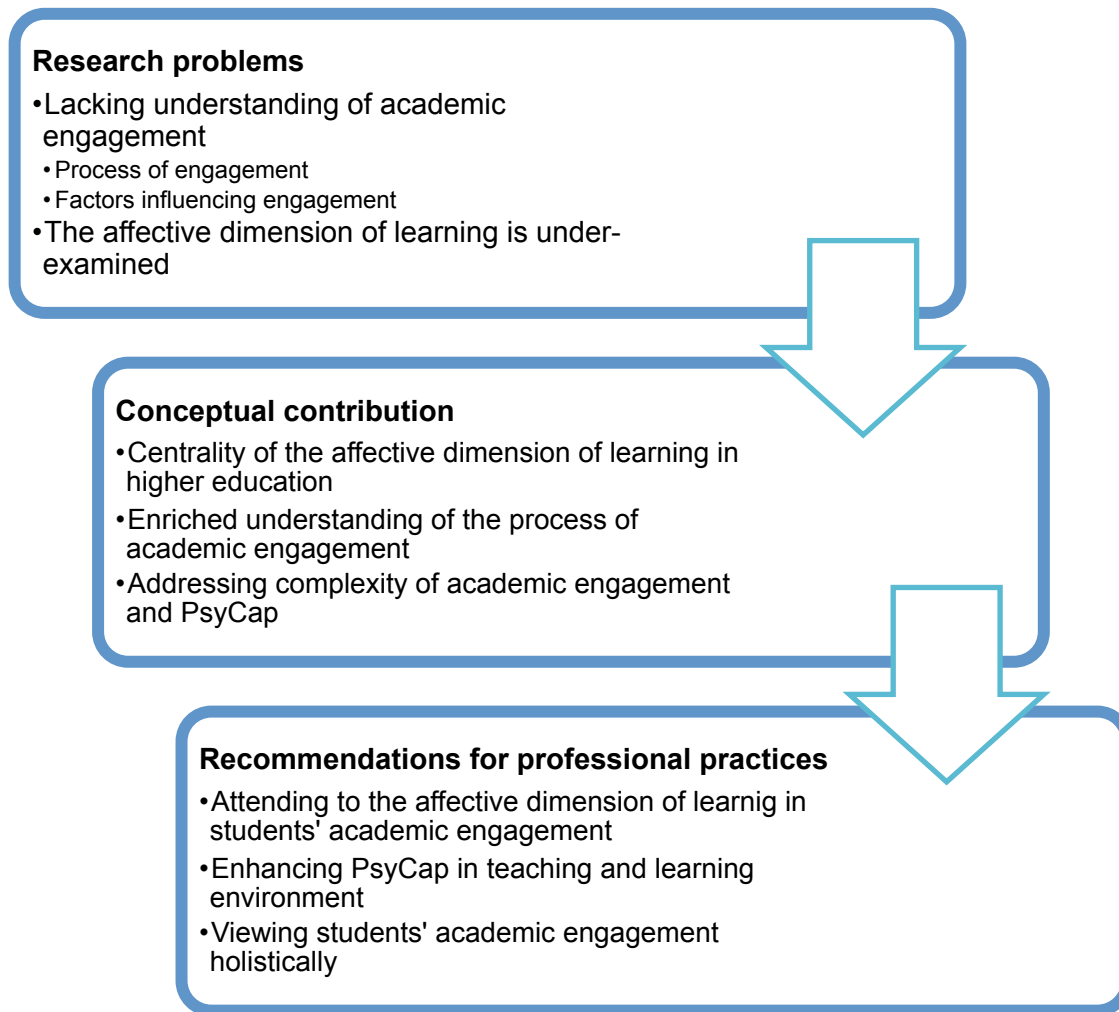 Research problems
•Lacking understanding of academic
engagement
•Process of engagement
•Factors influencing engagement
•The affective dimension of learning is under-
examined
Conceptual contribution
•Centrality of the affective dimension of learning in
higher education
•Enriched understanding of the process of
academic engagement
•Addressing complexity of academic engagement
and PsyCap
Recommendations for professional practices
•Attending to the affective dimension of learnig in
students' academic engagement
•Enhancing PsyCap in teaching and learning
environment
•Viewing students' academic engagement
holistically